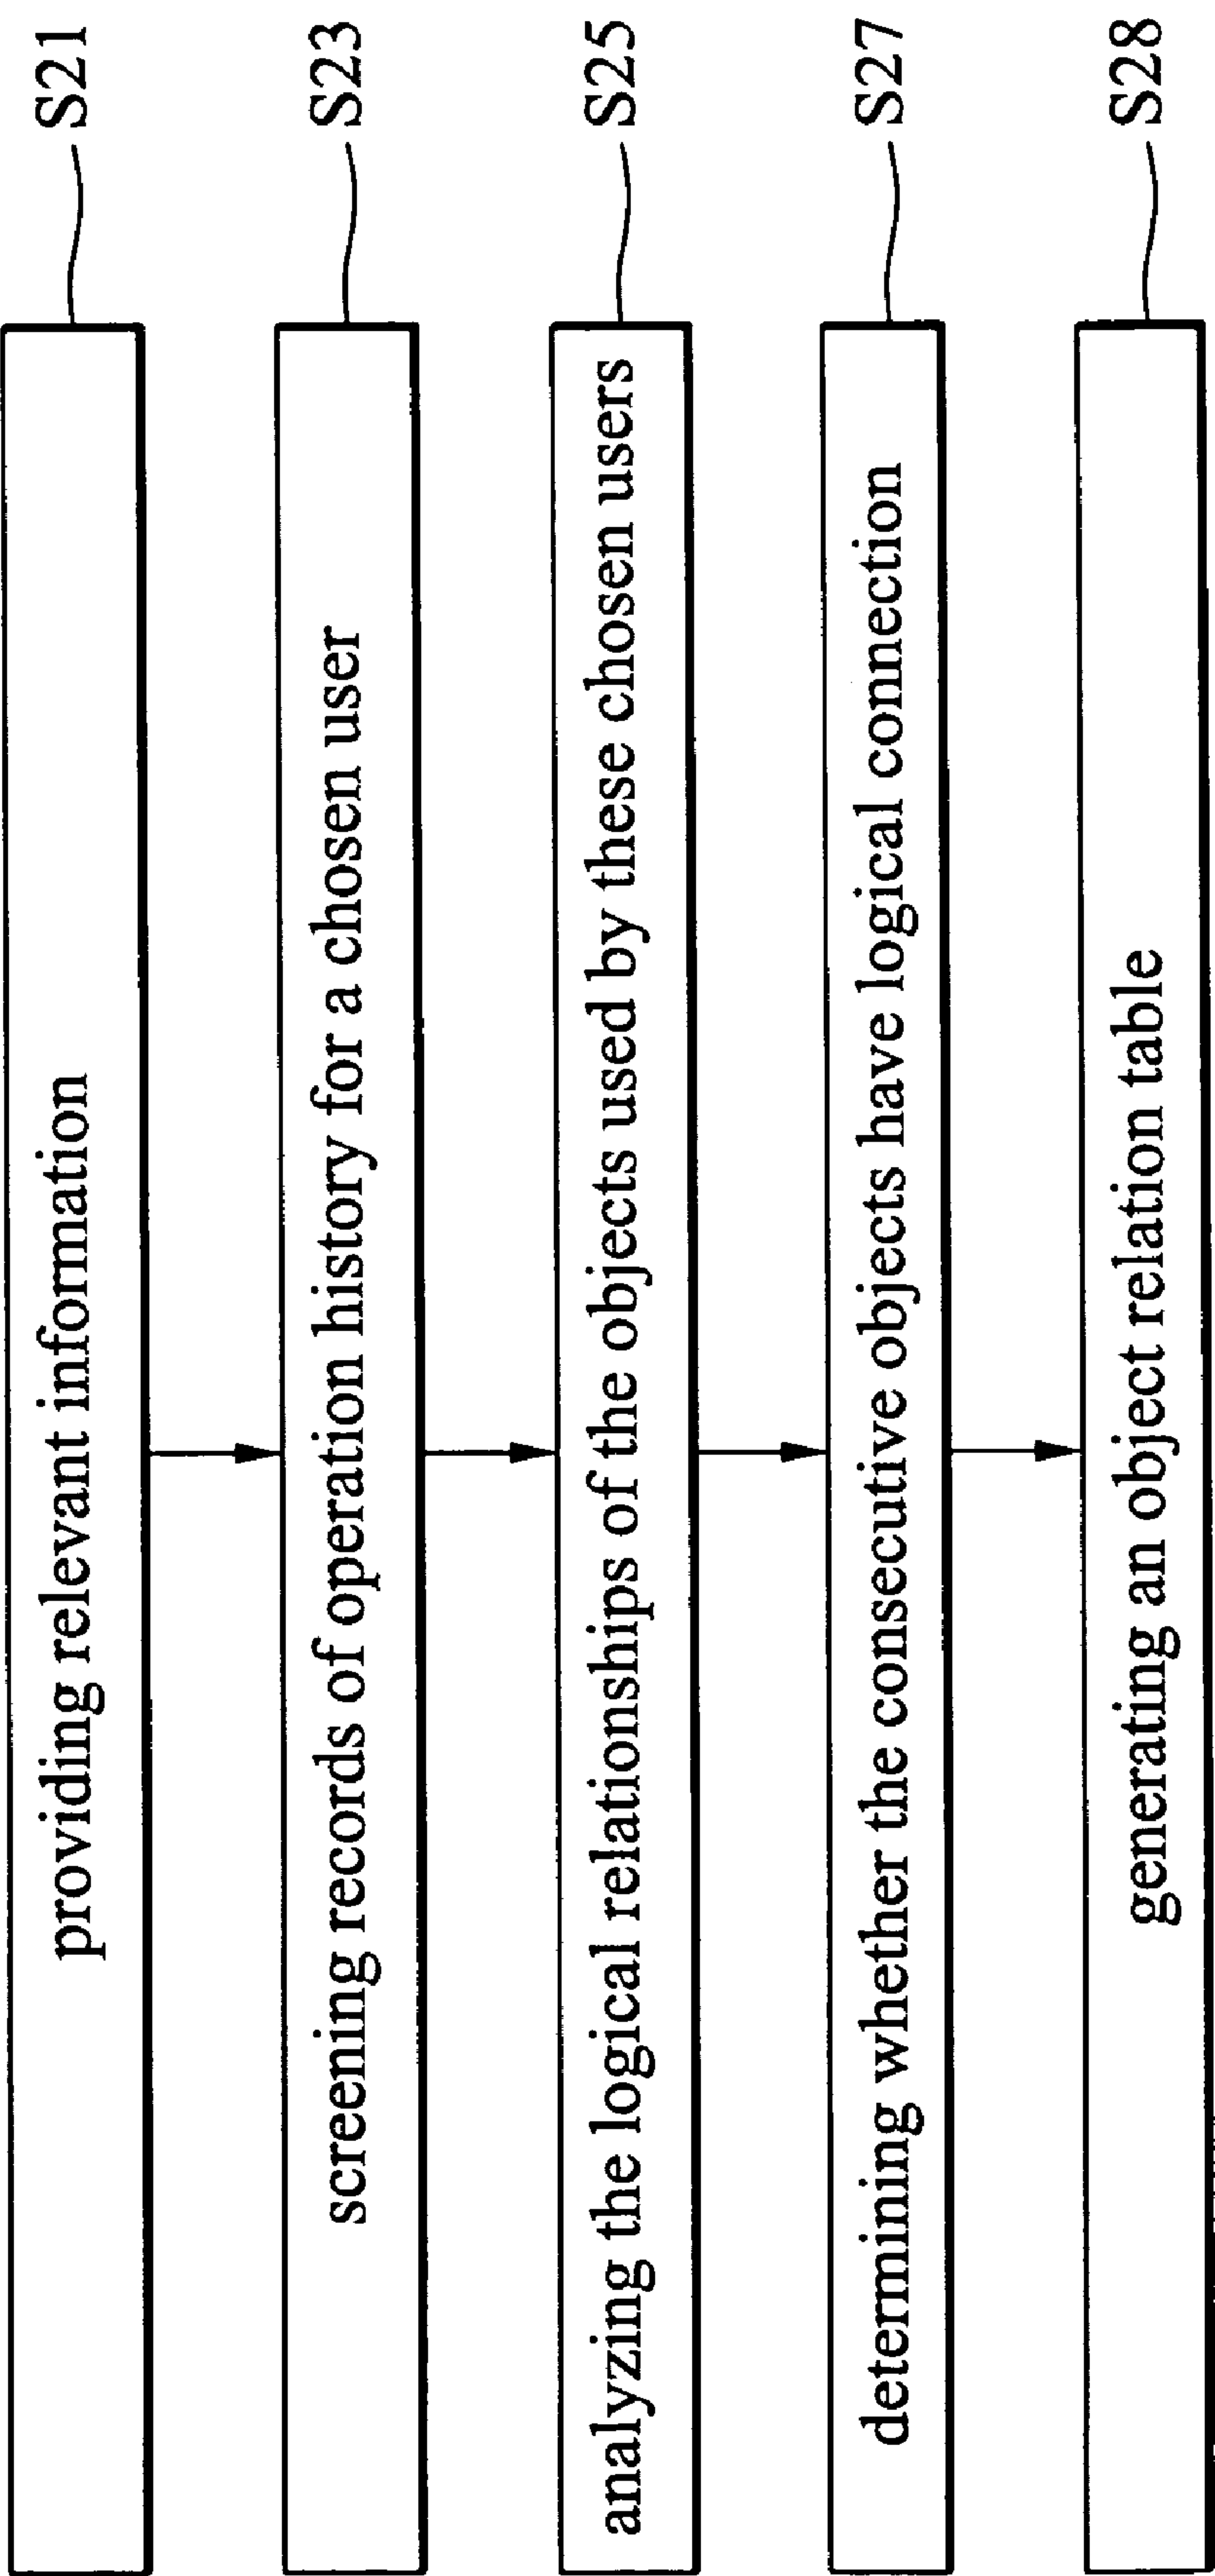 providing relevant information
S21
screening records of operation history for a chosen user
S23
analyzing the logical relationships of the objects used by these chosen users
S25
determining whether the consecutive objects have logical connection
S27
generating an object relation table
S28